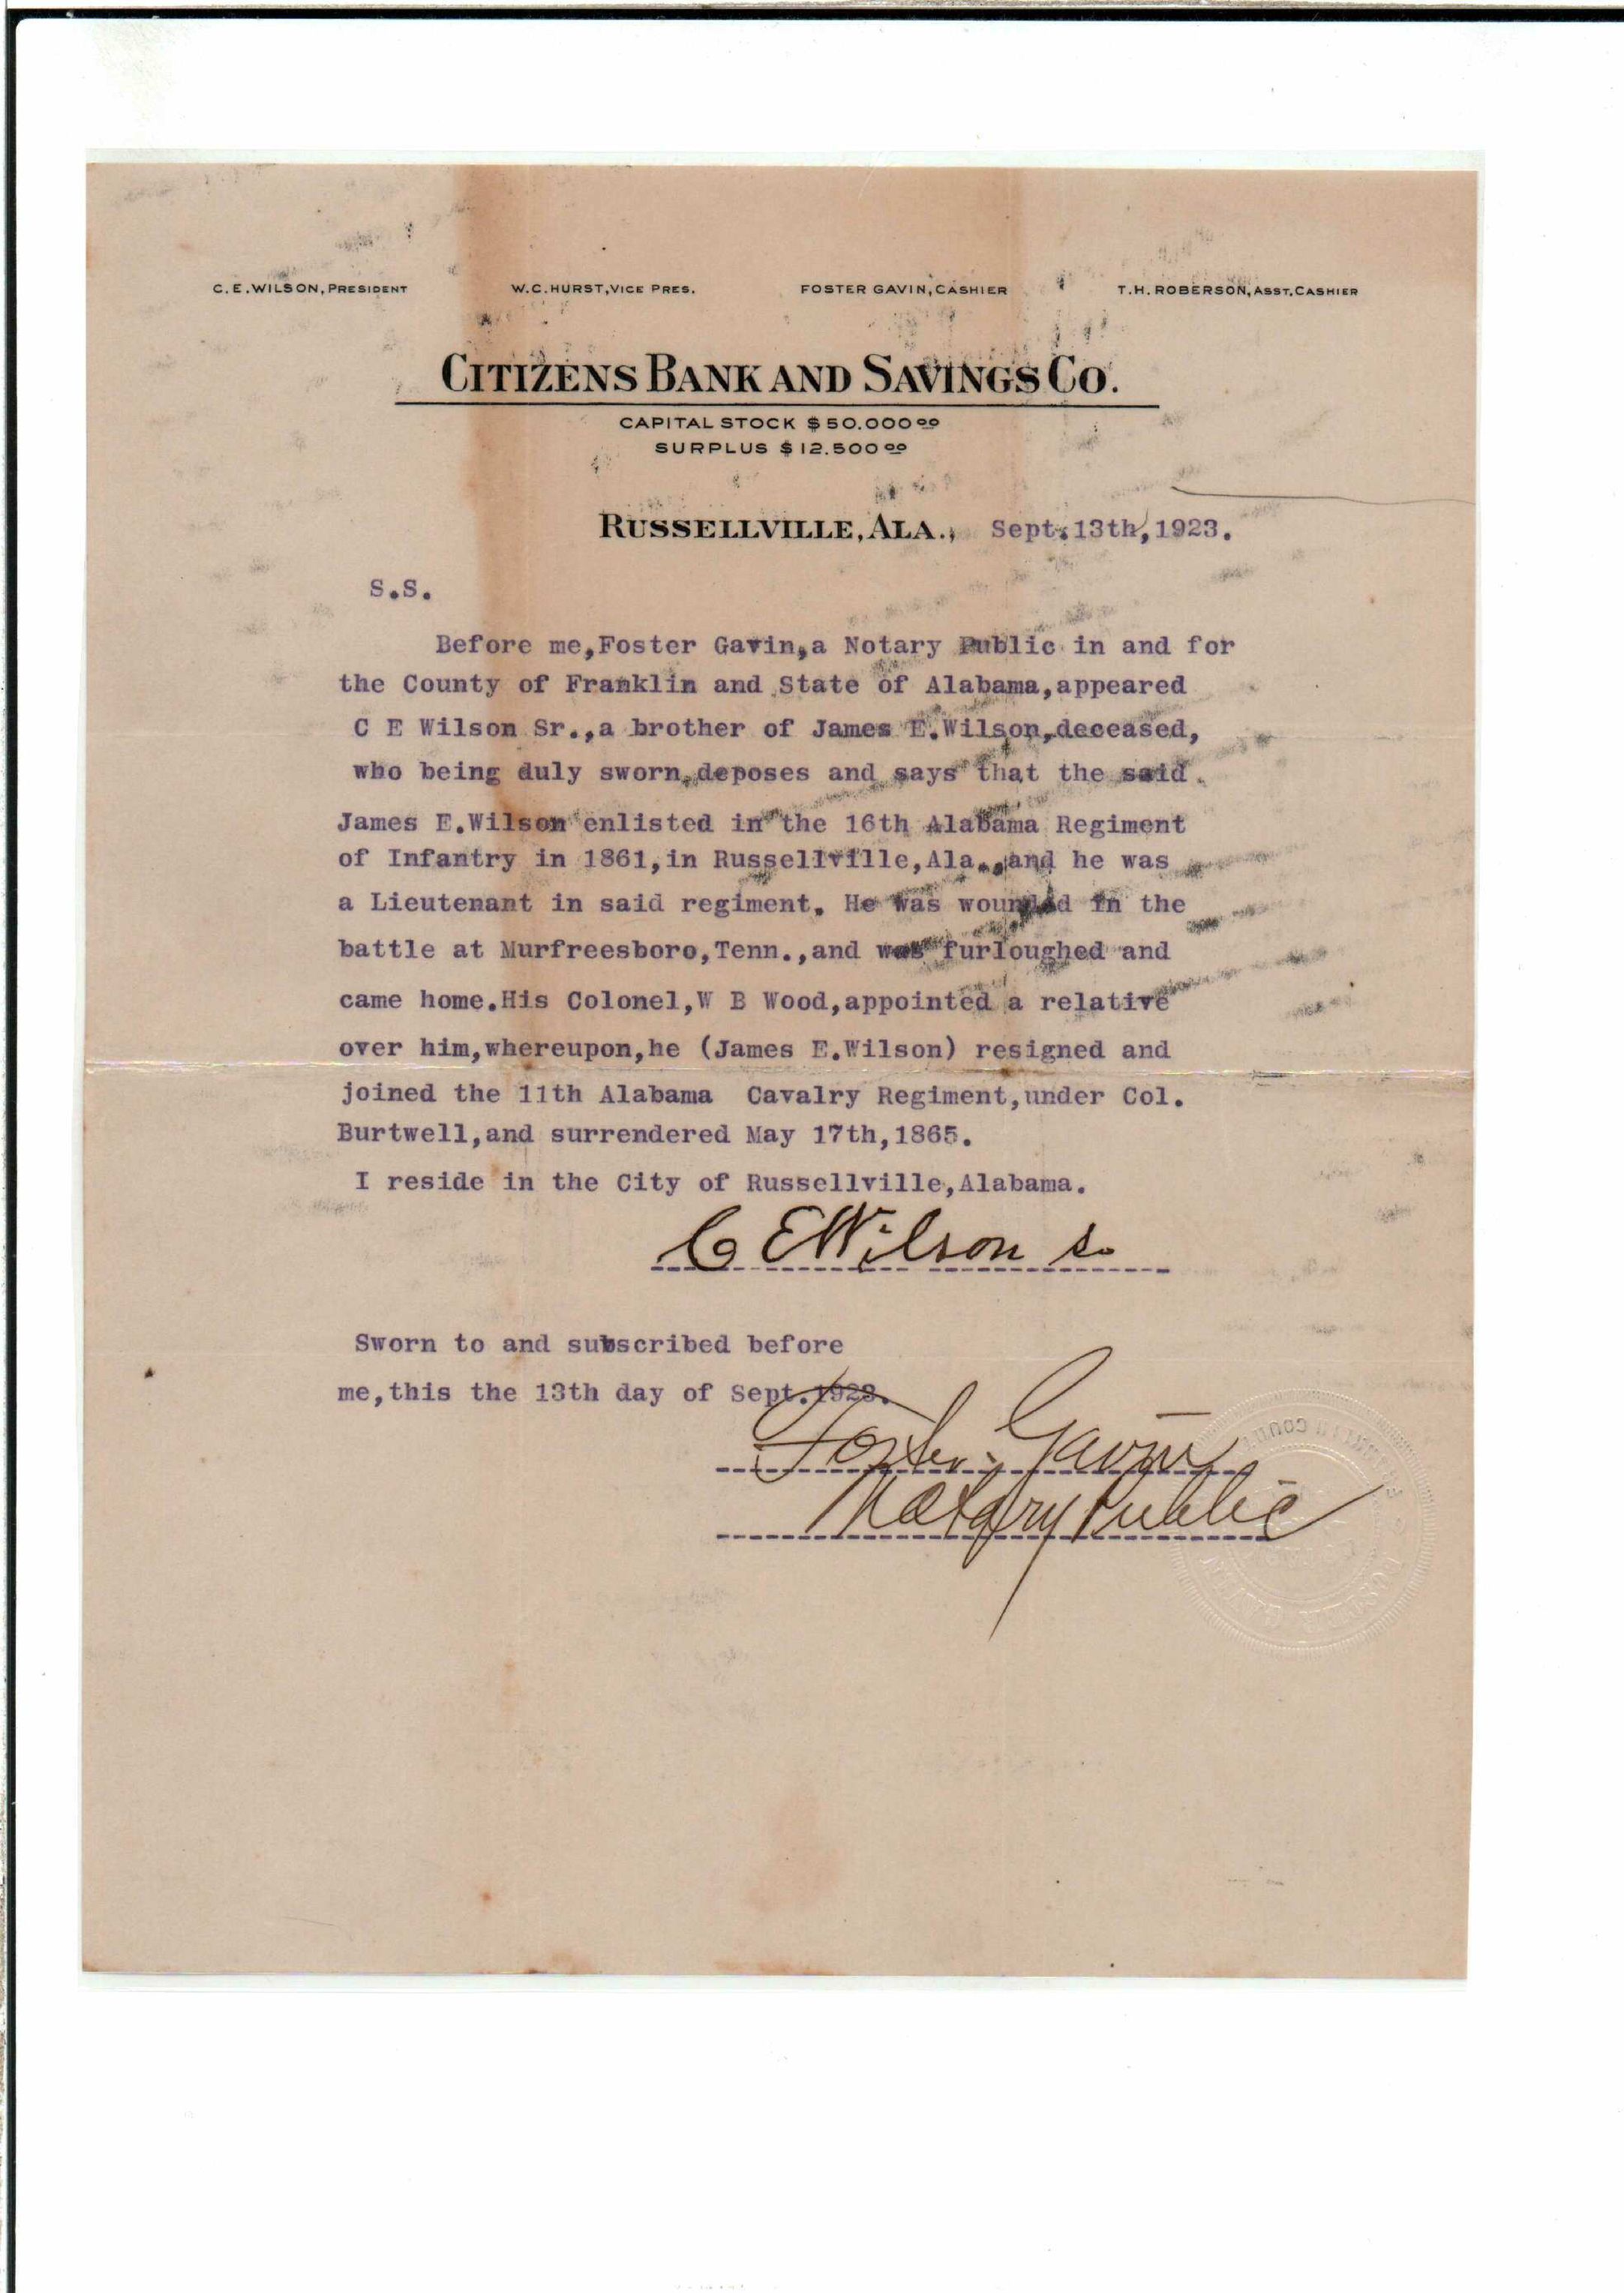 C.E.WILSON, PRESIDENT W.C.HURST, VICE PRES. FOSTER GAVIN, CASHIER T.H. ROBERSON, ASST. CASHIER
CITIZENS BANK AND SAVINGS CO.
CAPITAL STOCK $50.000 00
SURPLUS $12.500 00
RUSSELLVILLE, ALA., Sept.13th,1923.
S.S.
Before me,Foster Gavin,a Notary Public in and for
the County of Franklin and State of Alabama,appeared
C E Wilson Sr.,a brother of James E.Wilson,deceased,
who being duly sworn,deposes and says that the said
James E.Wilson enlisted in the 16th Alabama Regiment
of Infantry in 1861,in Russellville,Ala.,and he was
a Lieutenant in said regiment. He was wounded in the
battle at Murfreesboro,Tenn.,and was furloughed and
came home.His Colonel,W B Wood,appointed a relative
over him,whereupon,he (James E.Wilson) resigned and
joined the 11th Alabama Cavalry Regiment,under Col.
Burtwell,and surrendered May 17th,1865.
I reside in the City of Russellville,Alabama.
C E Wilson Sr
Sworn to and subscribed before
me,this the 13th day of Sept.1923.
Foster Gavin
Notary Public
FOSTER GAVIN
FRANKLIN COUNTY